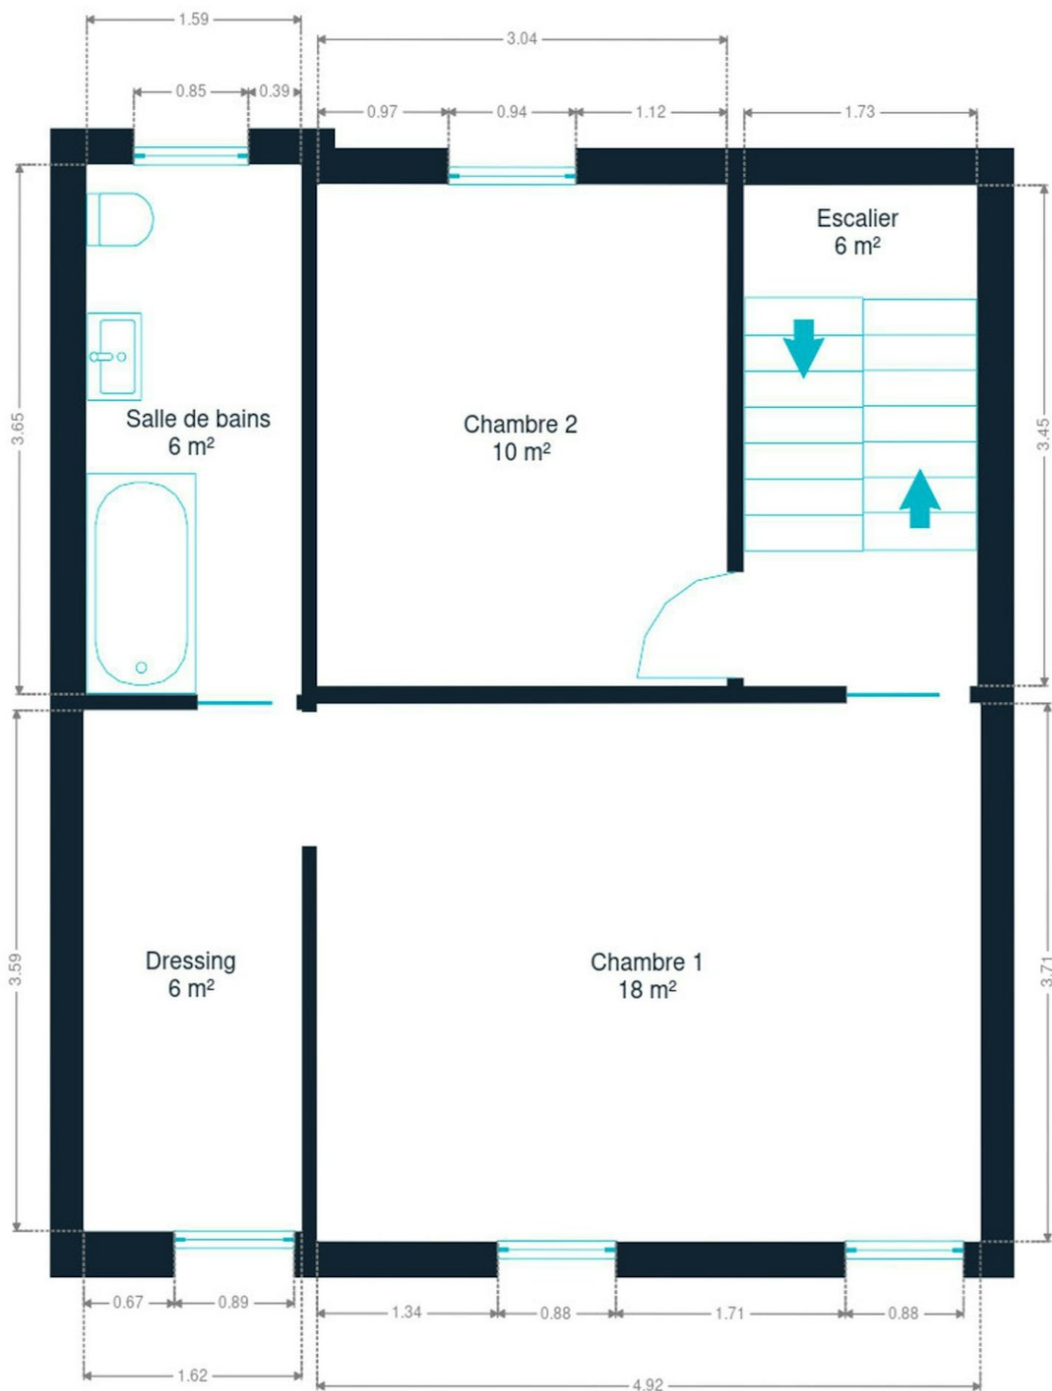 1.59
3.04
0.85
0.39
0.97
0.94
1.12
1.73
Escalier
6 m²
3.65
3.45
Salle de bains
6 m²
Chambre 2
10 m²
Dressing
6 m²
Chambre 1
18 m²
3.59
3.71
0.67
0.89
1.34
0.88
1.71
0.88
1.62
4.92